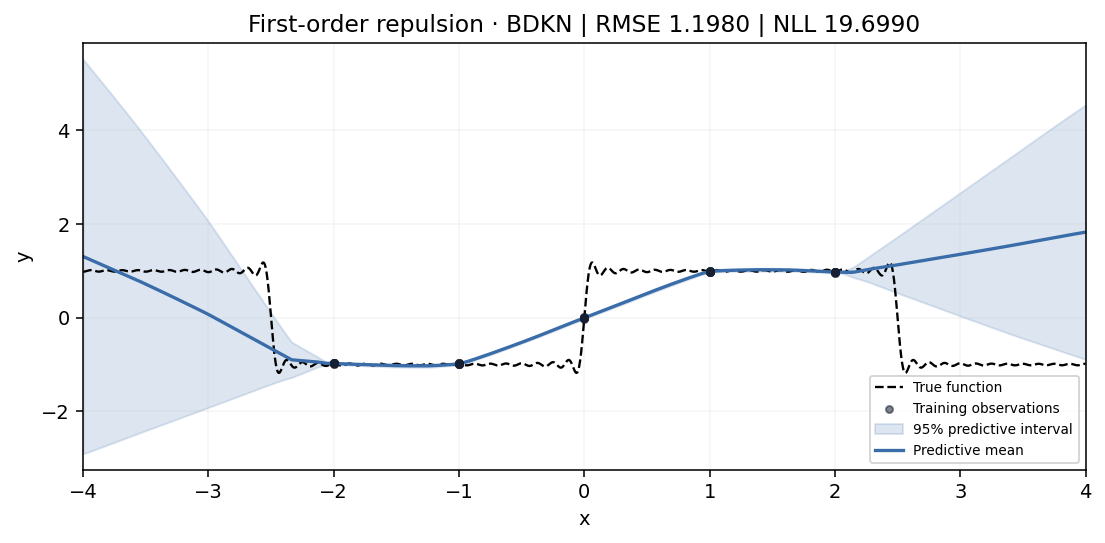 First-order repulsion · BDKN | RMSE 1.1980 | NLL 19.6990
y
4
2
0
−2
−4
−3
−2
−1
0
1
2
3
4
x
True function
Training observations
95% predictive interval
Predictive mean